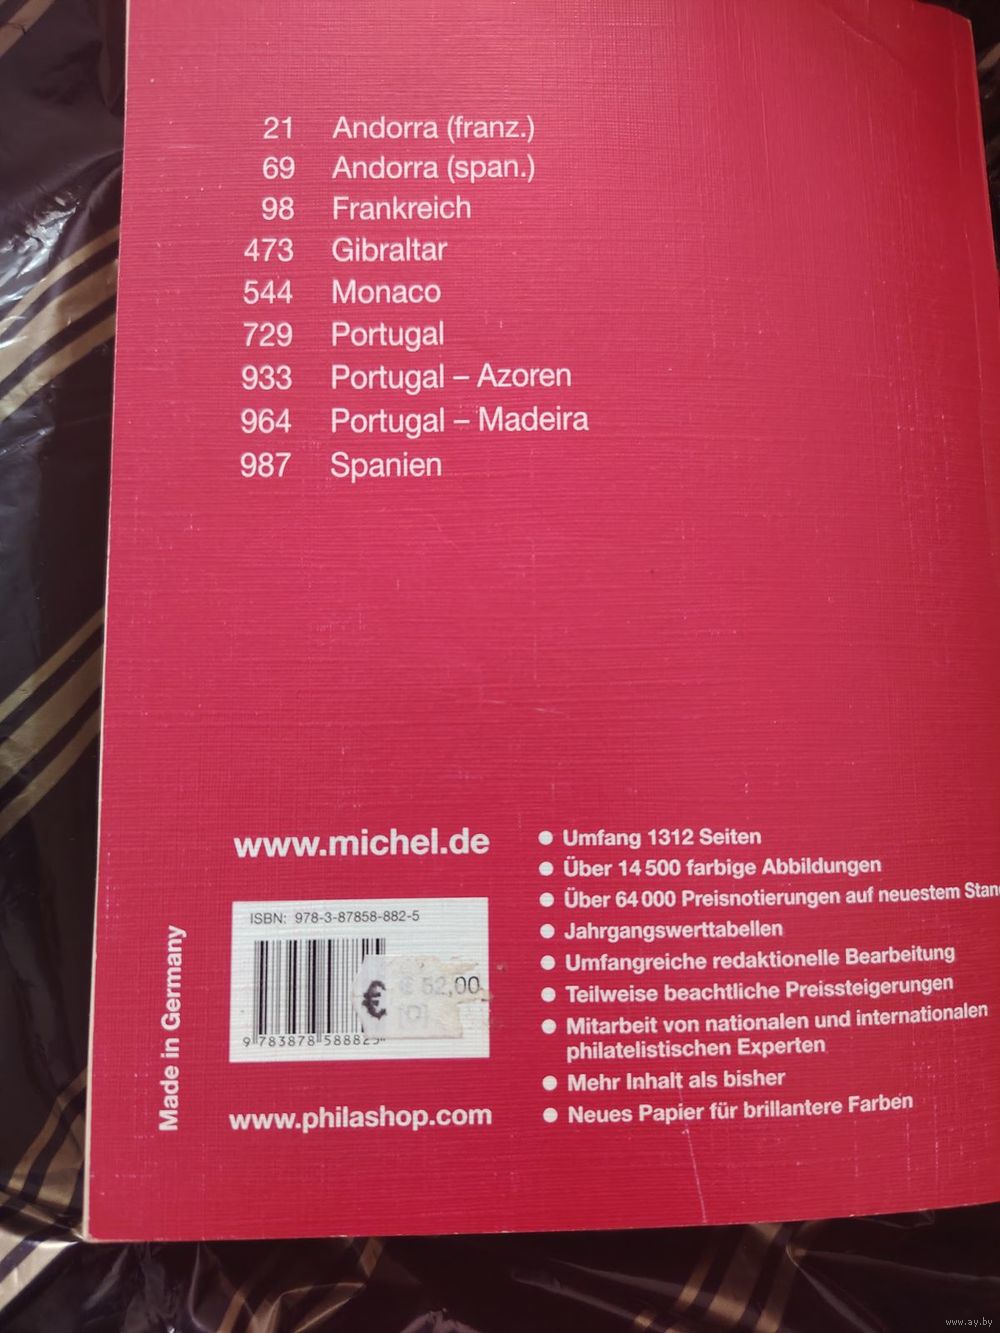 21 Andorra (franz.)
69 Andorra (span.)
98 Frankreich
473 Gibraltar
544 Monaco
729 Portugal
933 Portugal – Azoren
964 Portugal – Madeira
987 Spanien
www.michel.de
ISBN: 978-3-87858-882-5
€ 52,00
9 783878 588825
www.philashop.com
Made in Germany
● Umfang 1312 Seiten
● Über 14 500 farbige Abbildungen
● Über 64 000 Preisnotierungen auf neuestem Stan
● Jahrgangswerttabellen
● Umfangreiche redaktionelle Bearbeitung
● Teilweise beachtliche Preissteigerungen
● Mitarbeit von nationalen und internationalen
philatelistischen Experten
● Mehr Inhalt als bisher
● Neues Papier für brillantere Farben
www.ay.by